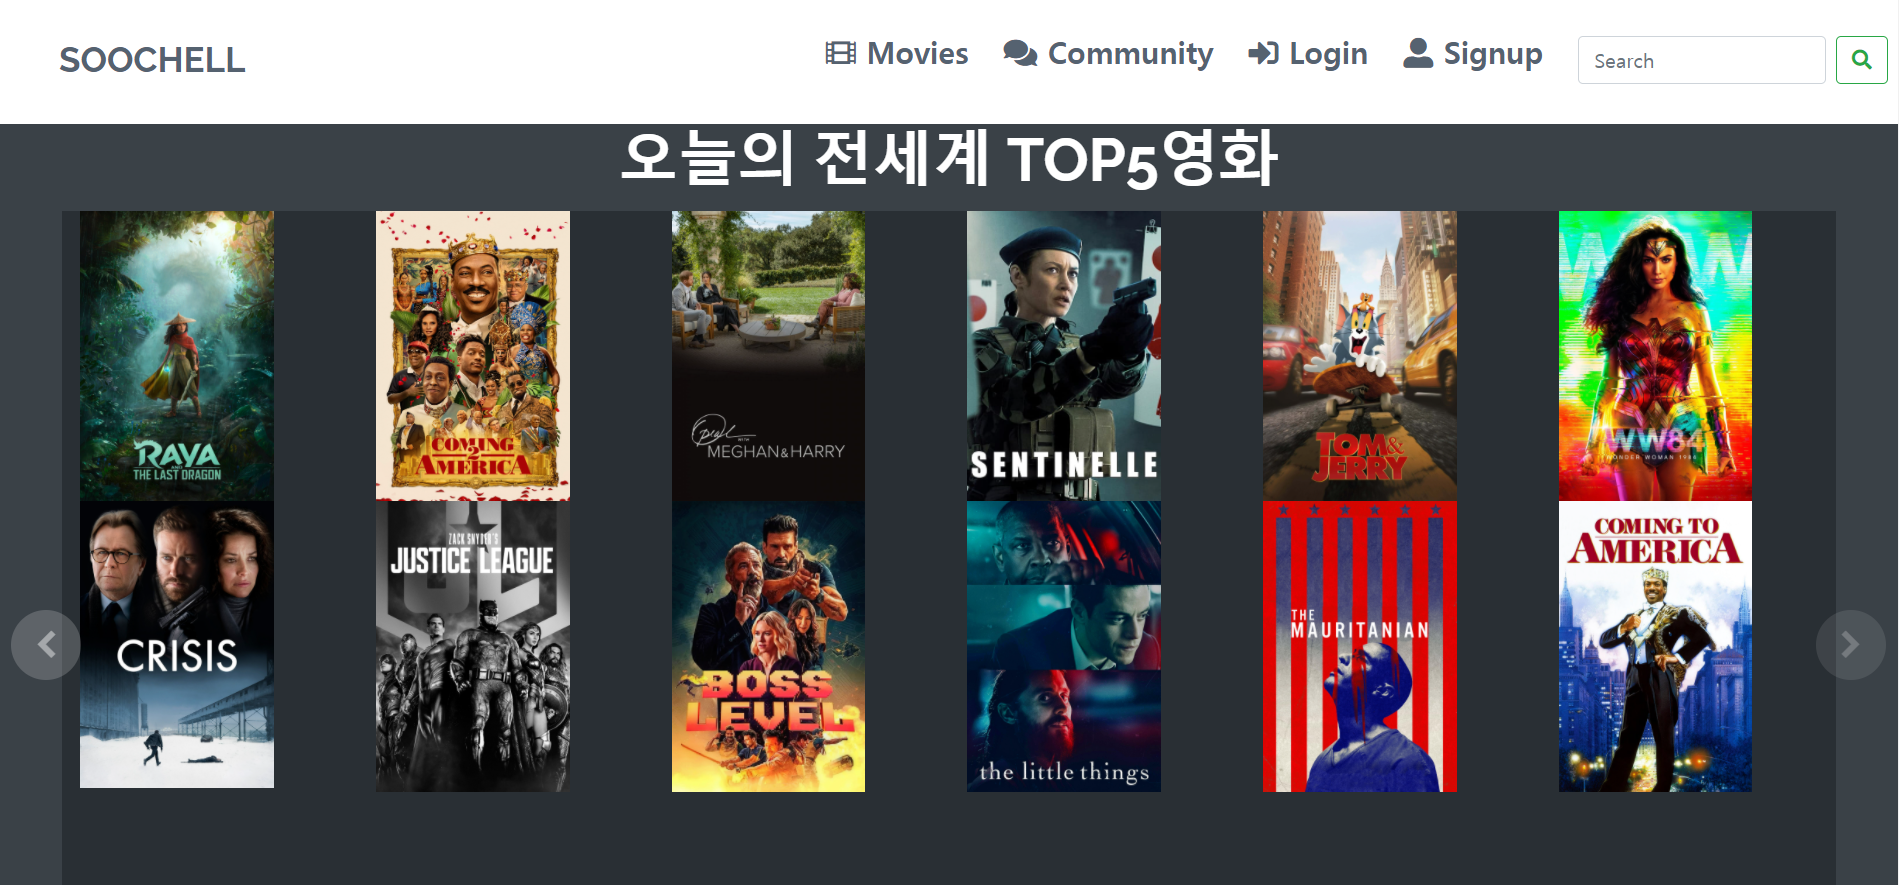 SOOCHELL
Movies
Community
Login
Signup
Search
오늘의 전세계 TOP5영화
RAYA
AND
THE LAST DRAGON
COMING
2
AMERICA
Oprah
WITH
MEGHAN & HARRY
SENTINELLE
TOM &
JERRY
WW84
WONDER WOMAN 1984
CRISIS
ZACK SNYDER'S
JUSTICE LEAGUE
BOSS
LEVEL
the little things
THE
MAURITANIAN
COMING TO
AMERICA